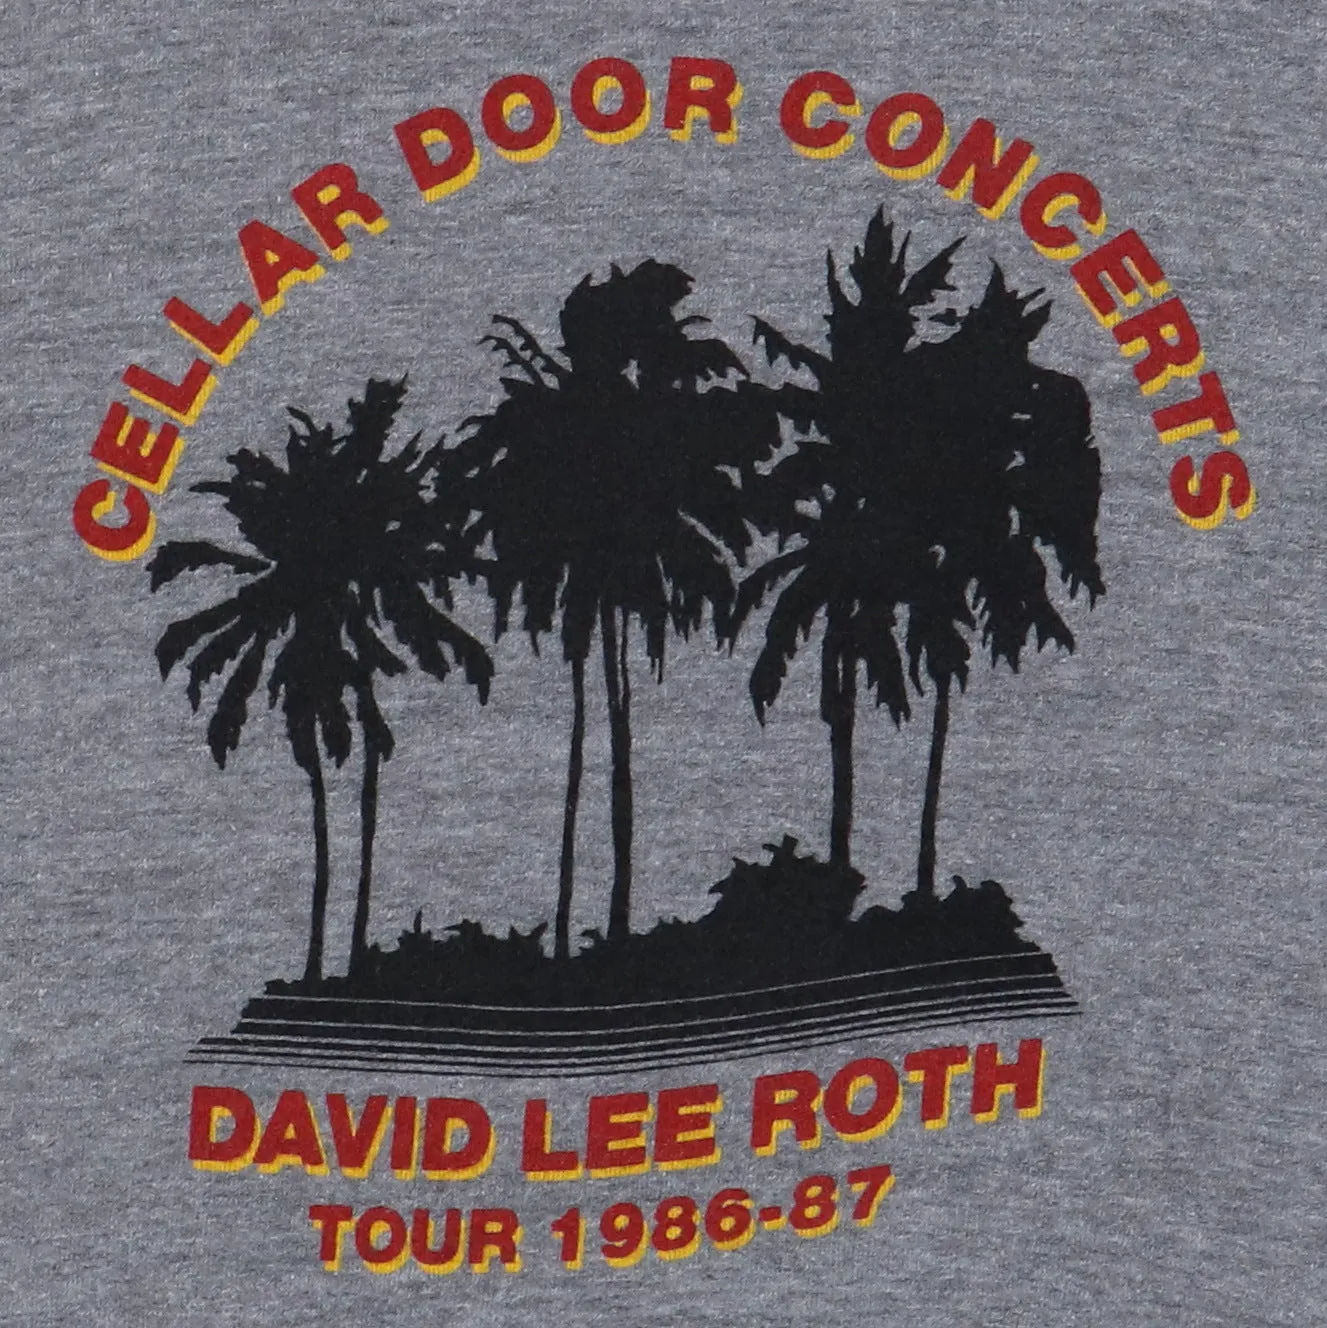 CELLAR DOOR CONCERTS
DAVID LEE ROTH
TOUR 1986-87